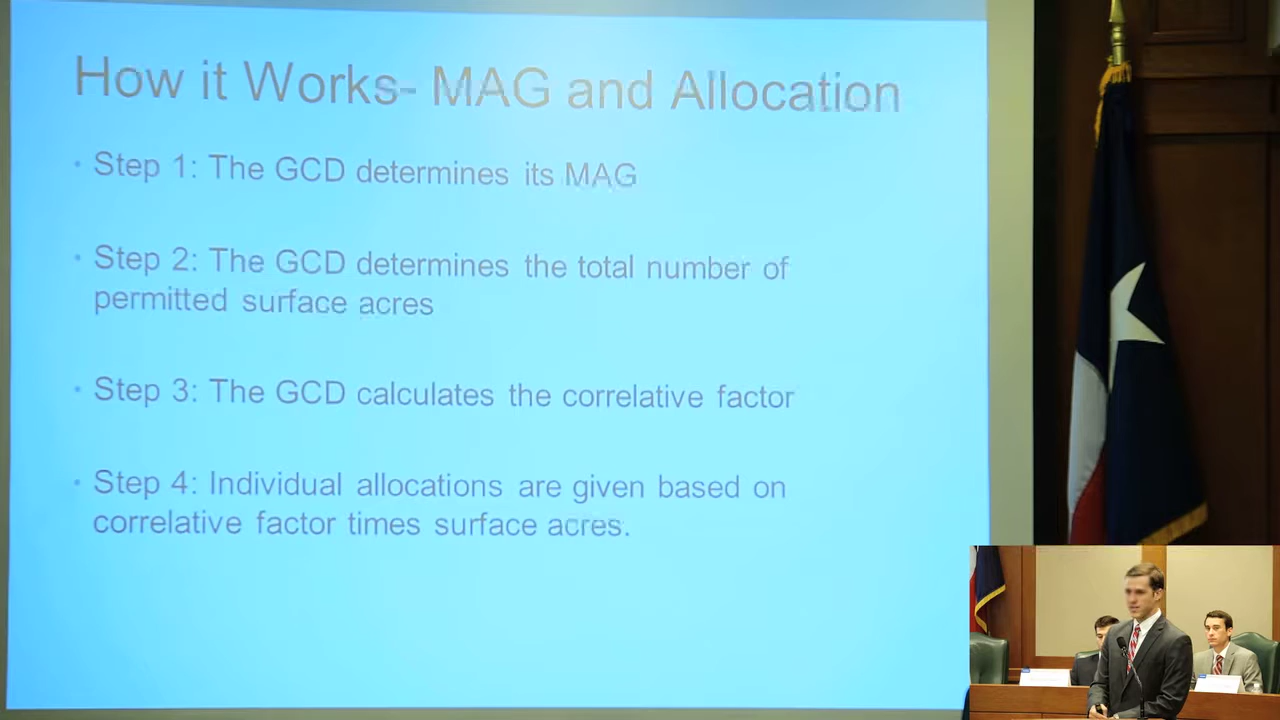 How it Works- MAG and Allocation
• Step 1: The GCD determines its MAG
• Step 2: The GCD determines the total number of
permitted surface acres
• Step 3: The GCD calculates the correlative factor
• Step 4: Individual allocations are given based on
correlative factor times surface acres.